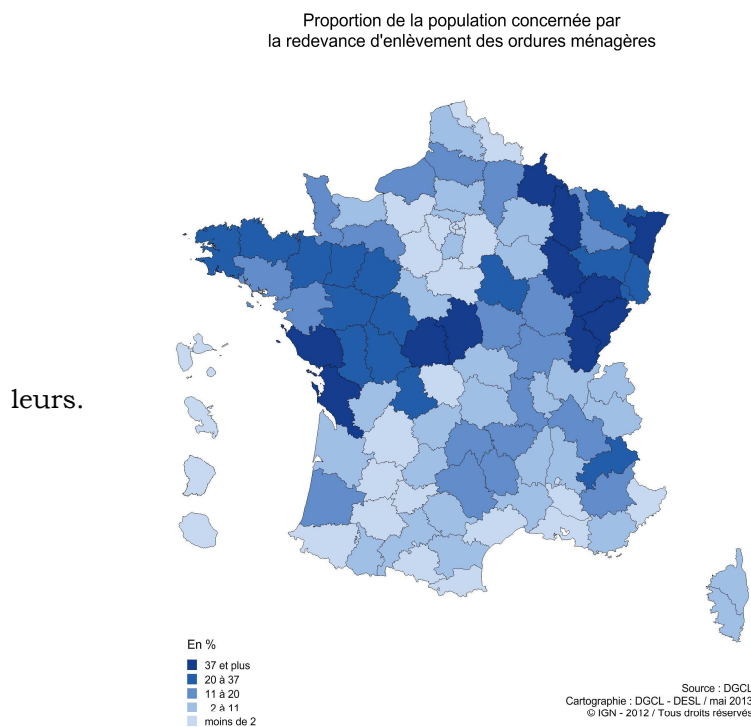 Proportion de la population concernée par
la redevance d'enlèvement des ordures ménagères
leurs.
En %
37 et plus
20 à 37
11 à 20
2 à 11
moins de 2
Source : DGCL
Cartographie : DGCL - DESL / mai 2013
© IGN - 2012 / Tous droits réservés